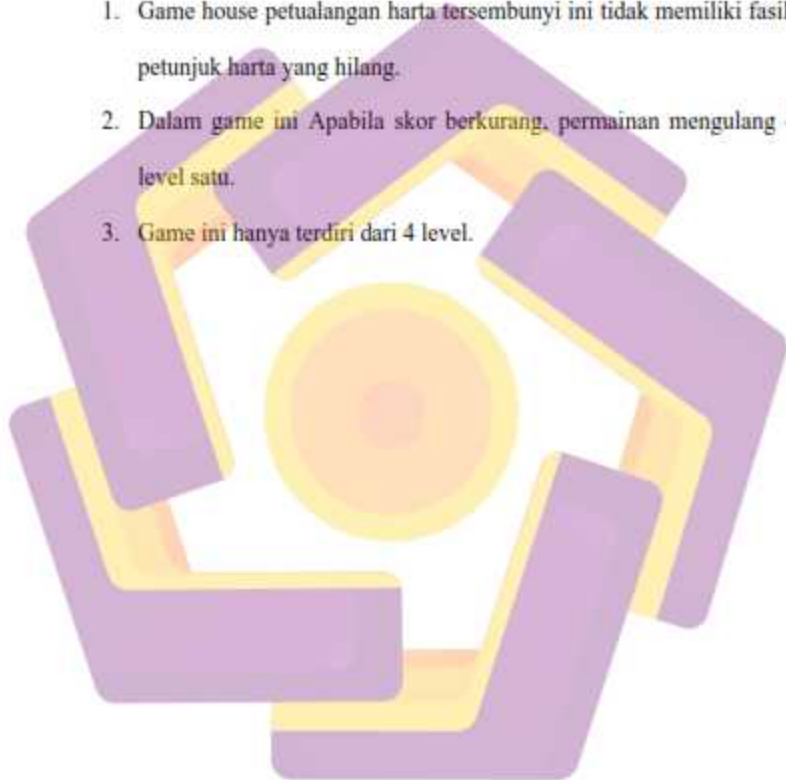 1. Game house petualangan harta tersembunyi ini tidak memiliki
petunjuk harta yang hilang.
2. Dalam game ini Apabila skor berkurang, permainan mengulang
level satu.
3. Game ini hanya terdiri dari 4 level.